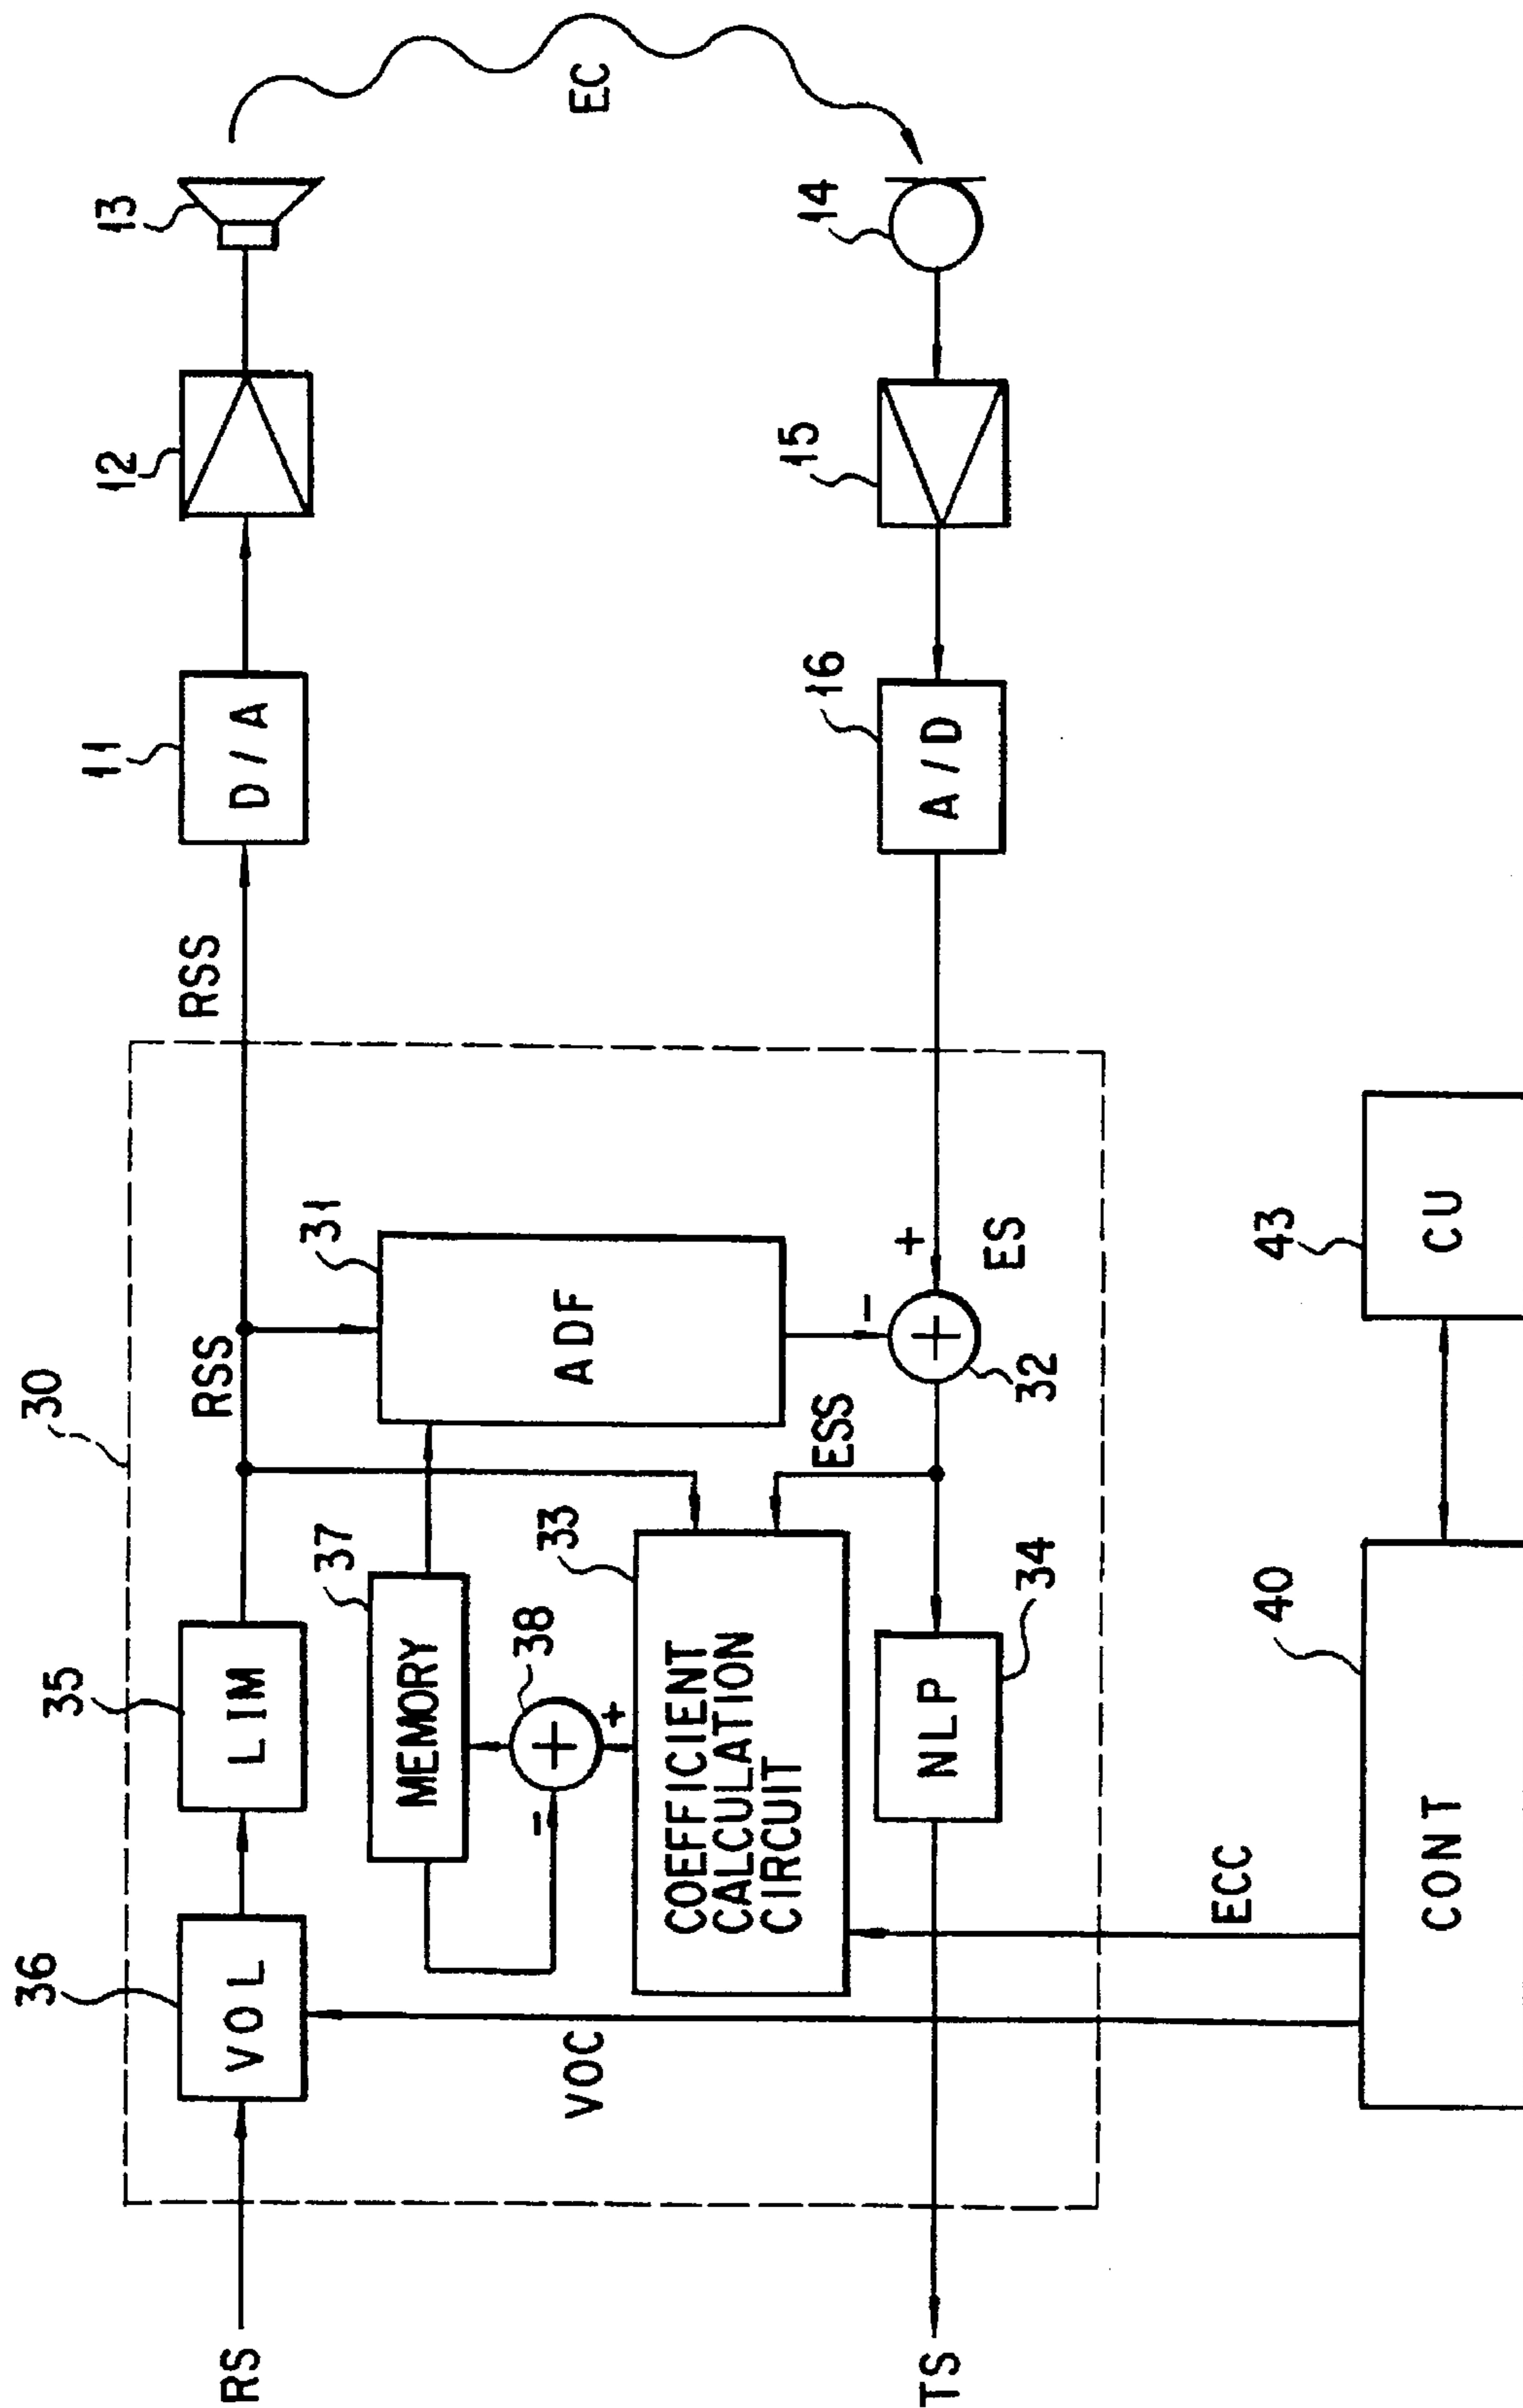 30
36
35
RSS
RSS
11
12
13
RS
VOL
LIM
D/A
37
31
MEMORY
ADF
38
33
+
−
+
COEFFICIENT
CALCULATION
CIRCUIT
VOC
ESS
−
+
EC
14
15
16
A/D
NLP
34
32
ES
TS
ECC
40
43
CONT
CU